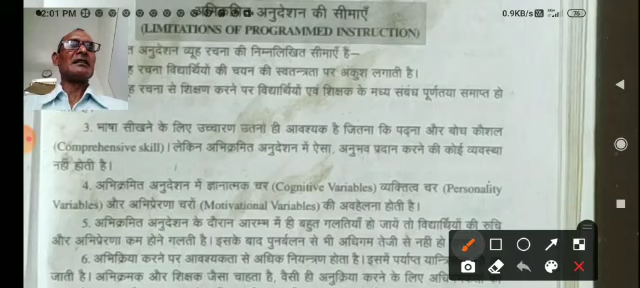 2:01 PM
0.9KB/s
76
अभिक्रमित अनुदेशन की सीमाएँ
(LIMITATIONS OF PROGRAMMED INSTRUCTION)
अनुदेशन व्यूह रचना की निम्नलिखित सीमाएँ है—
रचना विद्यार्थियों की चयन की स्वतन्त्रता पर अकुश लगाती है।
रचना से शिक्षण करने पर विद्यार्थियों एवं शिक्षक के मध्य संबंध पूर्णतया समाप्त हो
3. भाषा सीखने के लिए उच्चारण उतना ही आवश्यक है जितना कि पढ़ना और बोध कौशल
(Comprehensive skill)। लेकिन अभिक्रमित अनुदेशन में ऐसा, अनुभव प्रदान करने की कोई व्यवस्था
नहीं होती है।
4. अभिक्रमित अनुदेशन में ज्ञानात्मक चर (Cognitive Variables) व्यक्तित्व चर (Personality
Variables) और अभिप्रेरणा चरों (Motivational Variables) की अवहेलना होती है।
5. अभिक्रमित अनुदेशन के दौरान आरम्भ में ही बहुत गलतियाँ हो जाये तो विद्यार्थियों की रुचि
और अभिप्रेरणा कम होने गलती है। इसके बाद पुनर्बलन से भी अधिगम तेजी से नही हो
6. अभिक्रिया करने पर आवश्यकता से अधिक नियन्त्रण होता है। इसमें पर्याप्त
जाती है। अभिक्रमक और शिक्षक जैसा चाहता है, वैसी ही अनुक्रिया करने के लिए